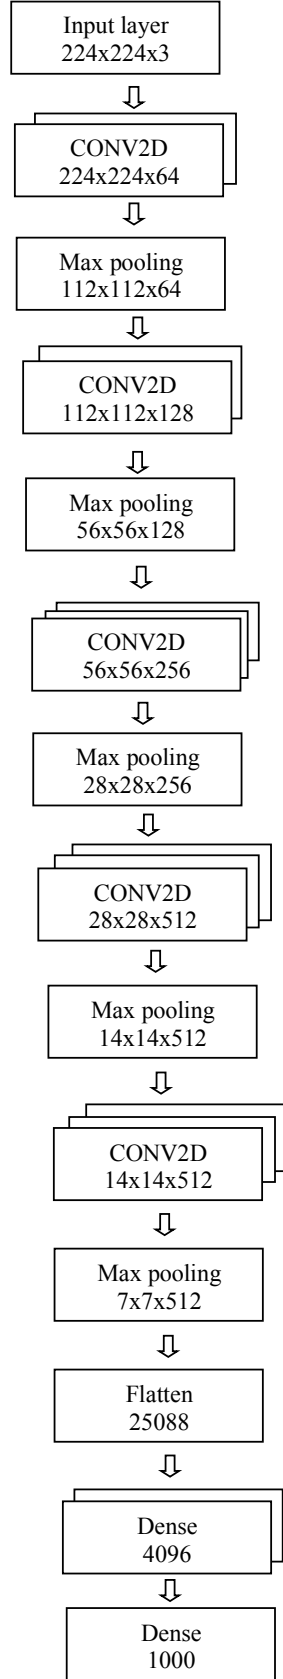 Input layer
224x224x3
CONV2D
224x224x64
Max pooling
112x112x64
CONV2D
112x112x128
Max pooling
56x56x128
CONV2D
56x56x256
Max pooling
28x28x256
CONV2D
28x28x512
Max pooling
14x14x512
CONV2D
14x14x512
Max pooling
7x7x512
Flatten
25088
Dense
4096
Dense
1000